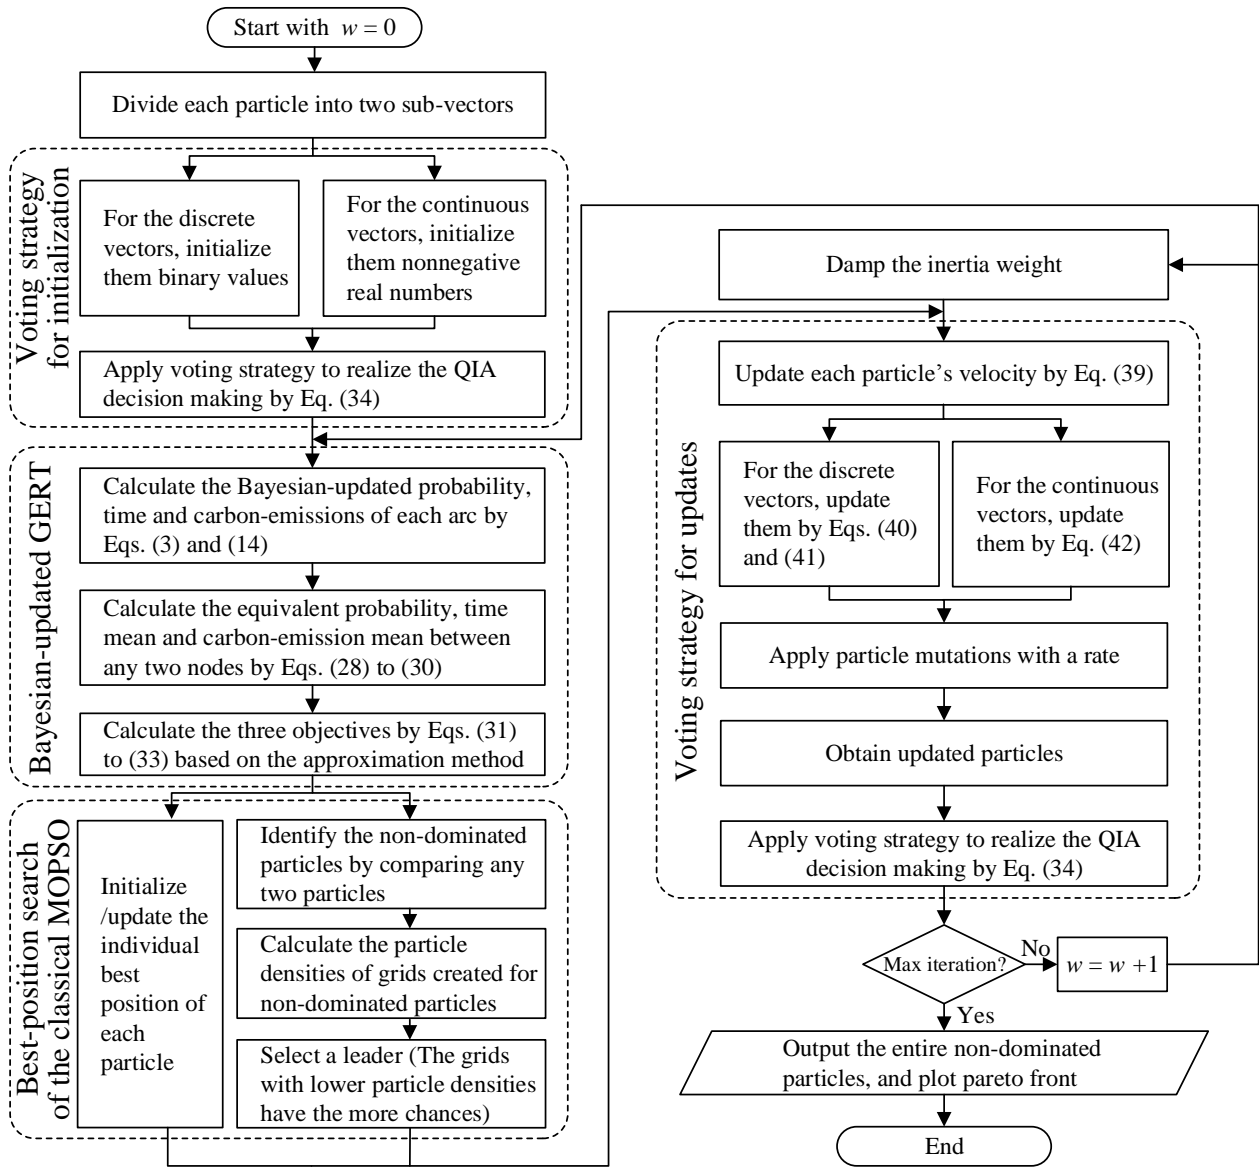 Start with w = 0
Divide each particle into two sub-vectors
Voting strategy
for initialization
For the discrete
vectors, initialize
them binary values
For the continuous
vectors, initialize
them nonnegative
real numbers
Apply voting strategy to realize the QIA
decision making by Eq. (34)
Bayesian-updated GERT
Calculate the Bayesian-updated probability,
time and carbon-emissions of each arc by
Eqs. (3) and (14)
Calculate the equivalent probability, time
mean and carbon-emission mean between
any two nodes by Eqs. (28) to (30)
Calculate the three objectives by Eqs. (31)
to (33) based on the approximation method
Best-position search
of the classical MOPSO
Initialize
/update the
individual
best
position of
each
particle
Identify the non-dominated
particles by comparing any
two particles
Calculate the particle
densities of grids created for
non-dominated particles
Select a leader (The grids
with lower particle densities
have the more chances)
Damp the inertia weight
Voting strategy for updates
Update each particle’s velocity by Eq. (39)
For the discrete
vectors, update
them by Eqs. (40)
and (41)
For the continuous
vectors, update
them by Eq. (42)
Apply particle mutations with a rate
Obtain updated particles
Apply voting strategy to realize the QIA
decision making by Eq. (34)
Max iteration?
No
w = w +1
Yes
Output the entire non-dominated
particles, and plot pareto front
End